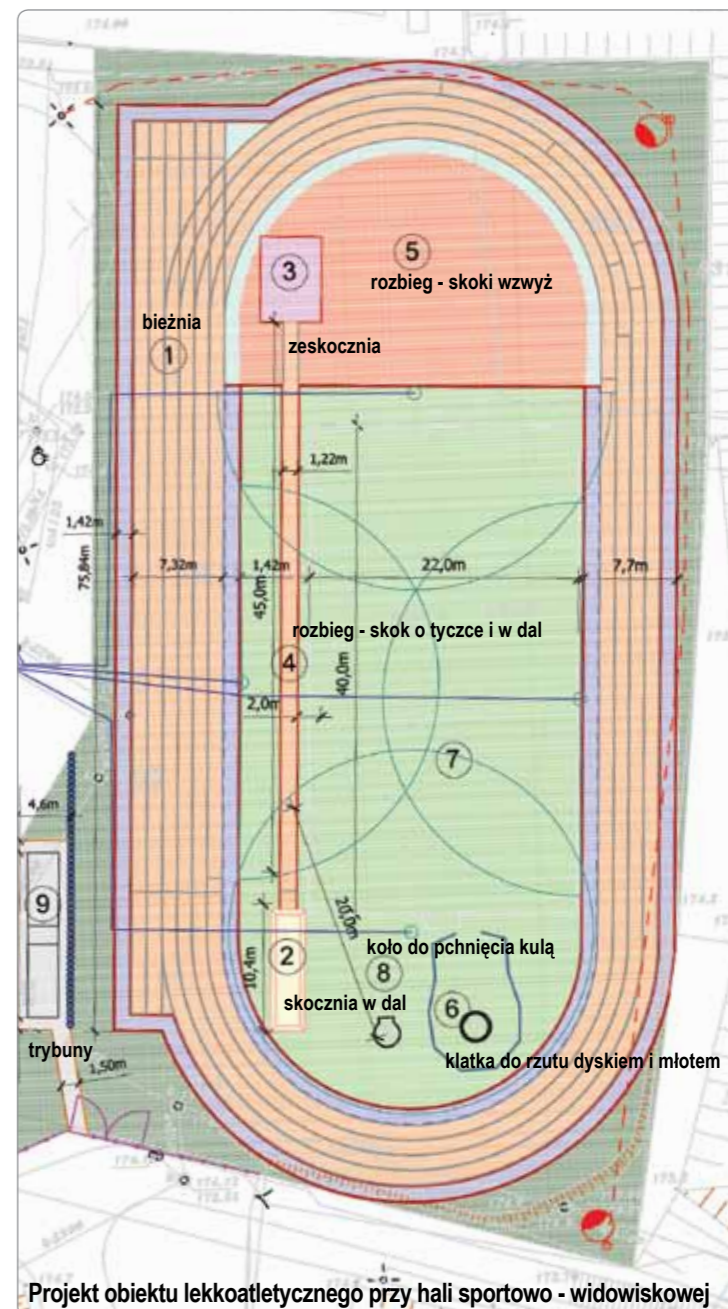 5
rozbieg - skoki wzwyż
3
bieżnia
zeskocznia
1
1,22m
1,42m
75,84m
7,32m
1,42m
22,0m
7,7m
45,0m
rozbieg - skok o tyczce i w dal
4
40,0m
2,0m
7
4,6m
9
20,0m
koło do pchnięcia kulą
2
10,4m
8
skocznia w dal
6
trybuny
klatka do rzutu dyskiem i młotem
1,50m
Projekt obiektu lekkoatletycznego przy hali sportowo - widowiskowej